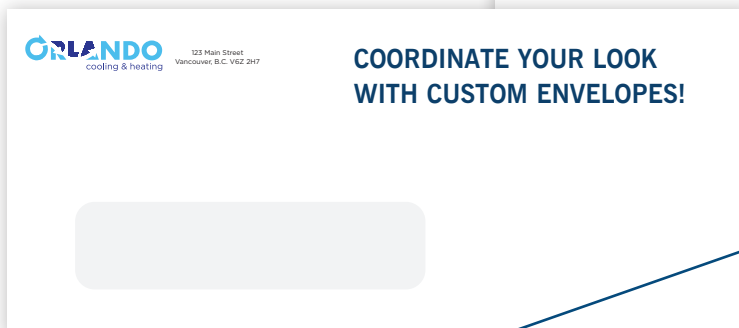 ORLANDO
cooling & heating
123 Main Street
Vancouver, B.C. V6Z 2H7
COORDINATE YOUR LOOK
WITH CUSTOM ENVELOPES!